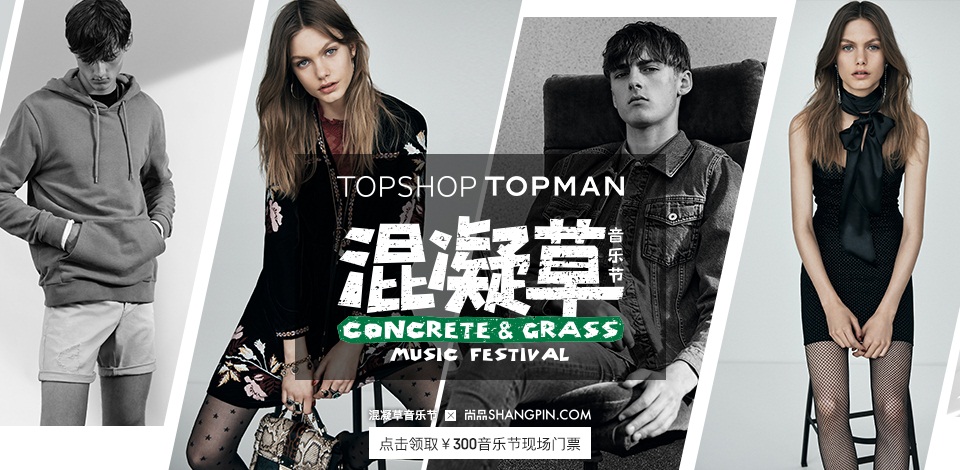 TOPSHOP TOPMAN
混凝草
音乐节
CONCRETE & GRASS
MUSIC FESTIVAL
混凝草音乐节 × 尚品SHANGPIN.COM
点击领取￥300音乐节现场门票